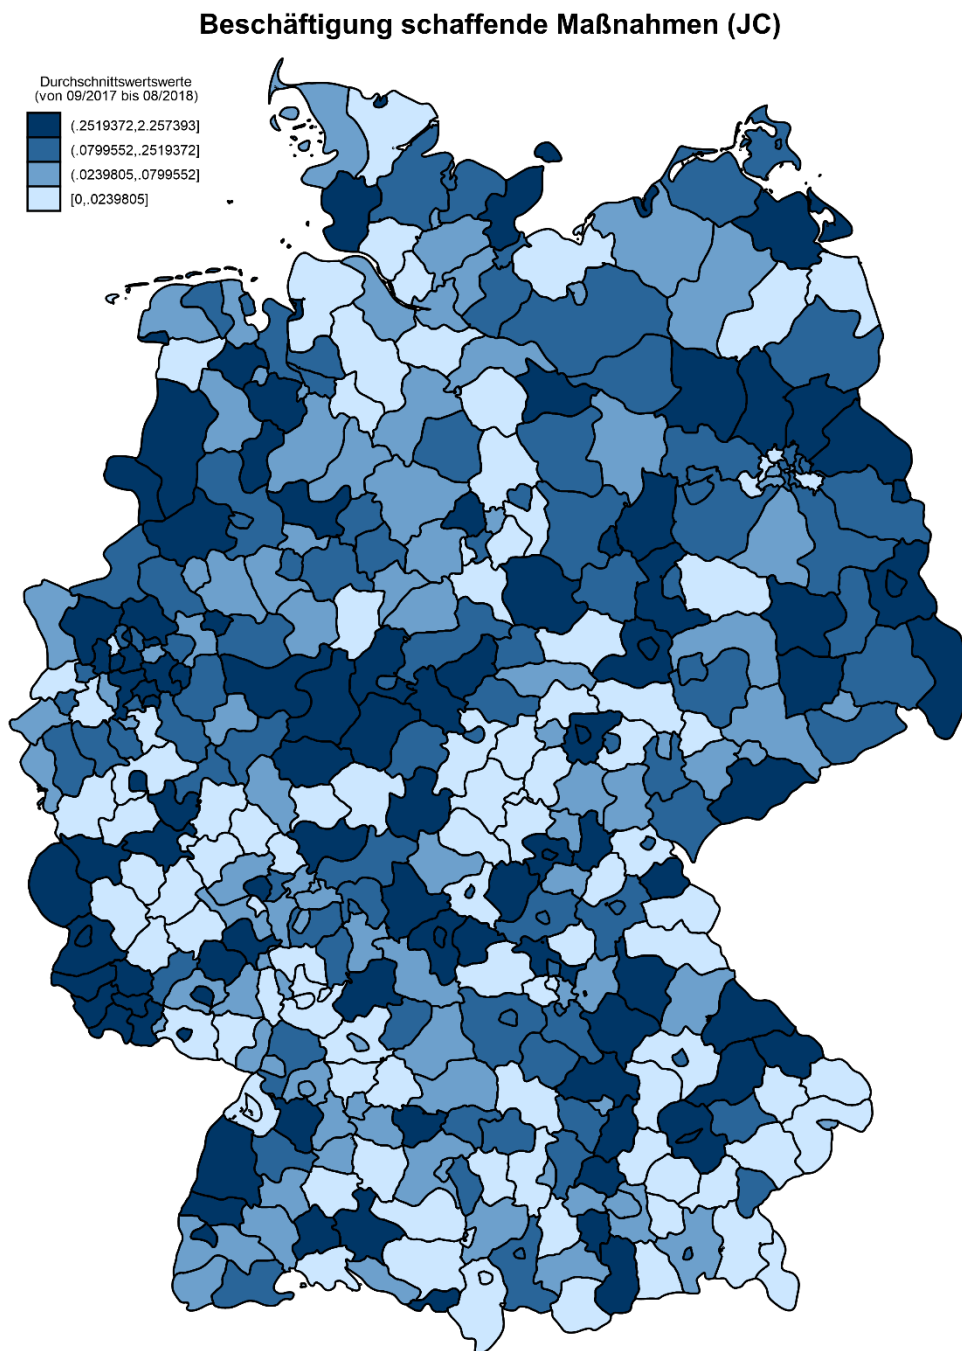 Beschäftigung schaffende Maßnahmen (JC)
Durchschnittswertswerte
(von 09/2017 bis 08/2018)
(.2519372,2.257393]
(.0799552,.2519372]
(.0239805,.0799552]
[0,.0239805]